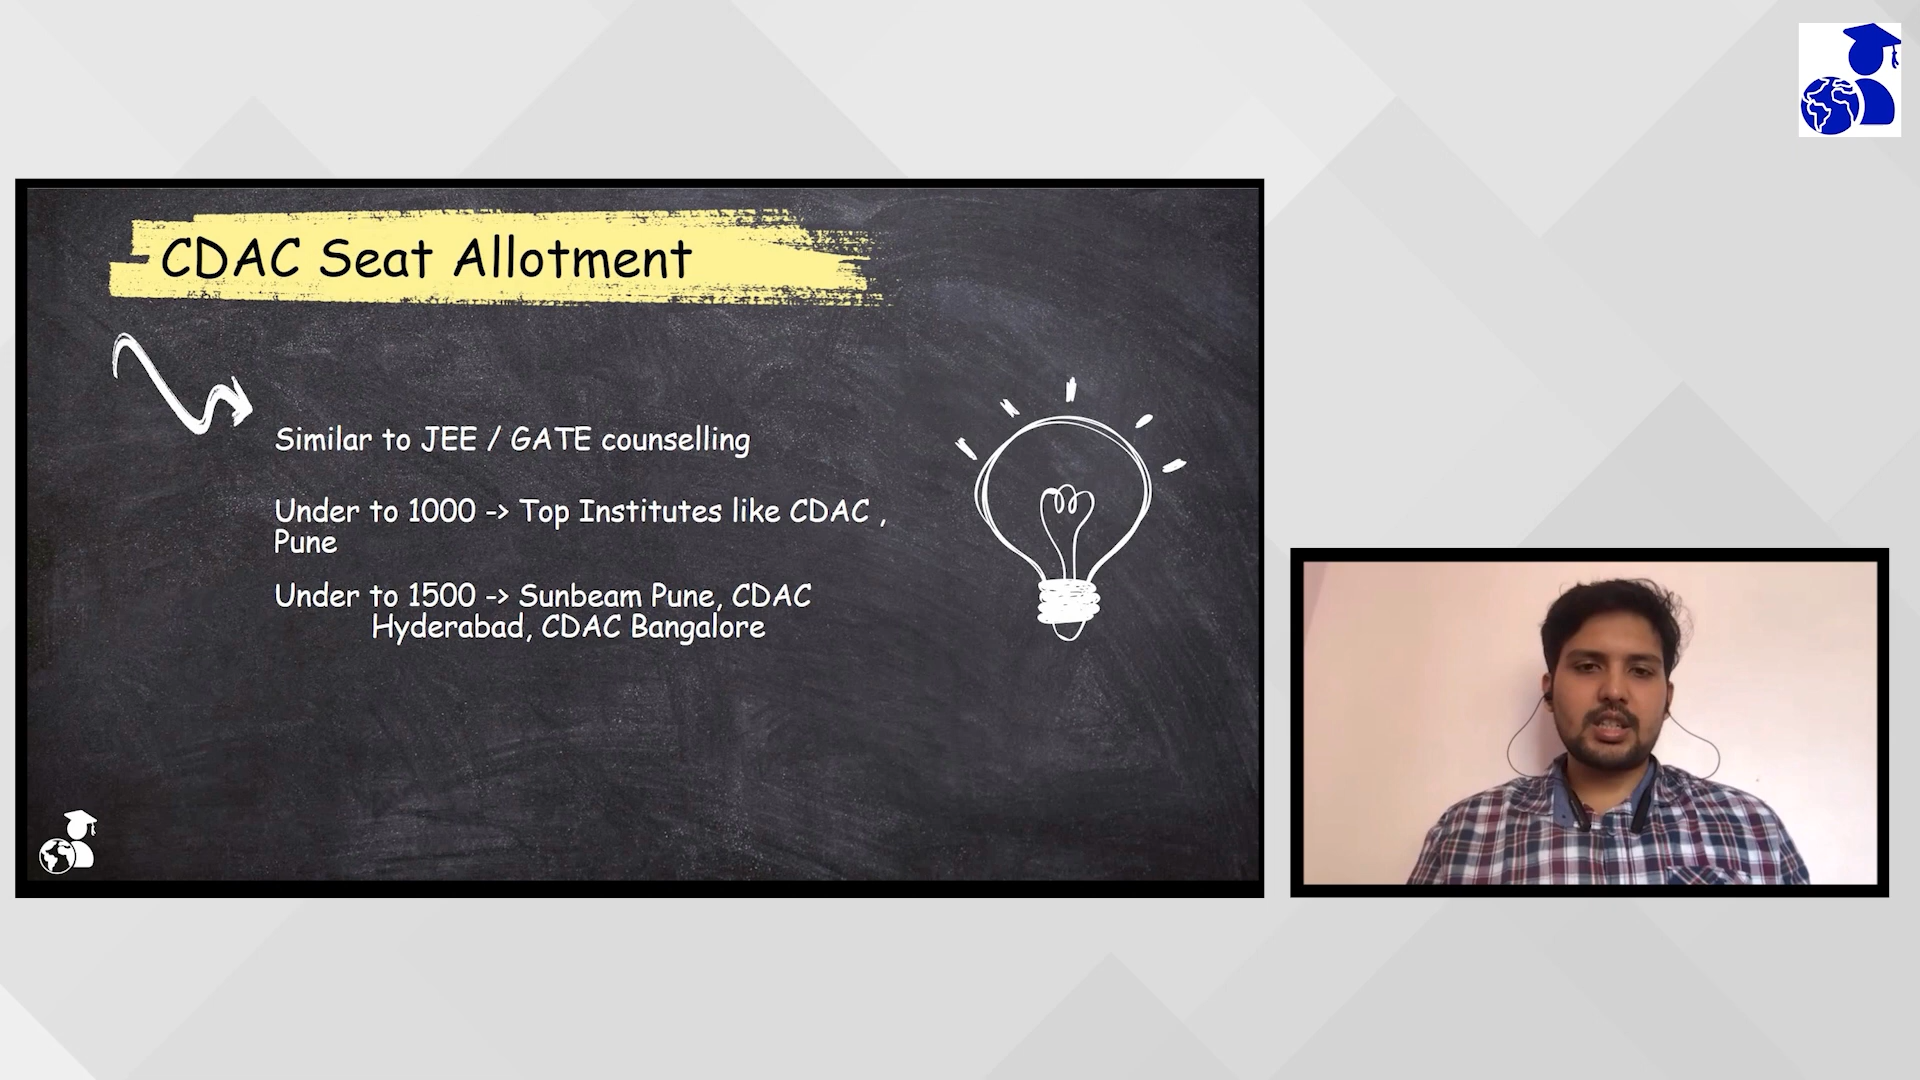 CDAC Seat Allotment
Similar to JEE / GATE counselling
Under to 1000 -> Top Institutes like CDAC ,
Pune
Under to 1500 -> Sunbeam Pune, CDAC
Hyderabad, CDAC Bangalore